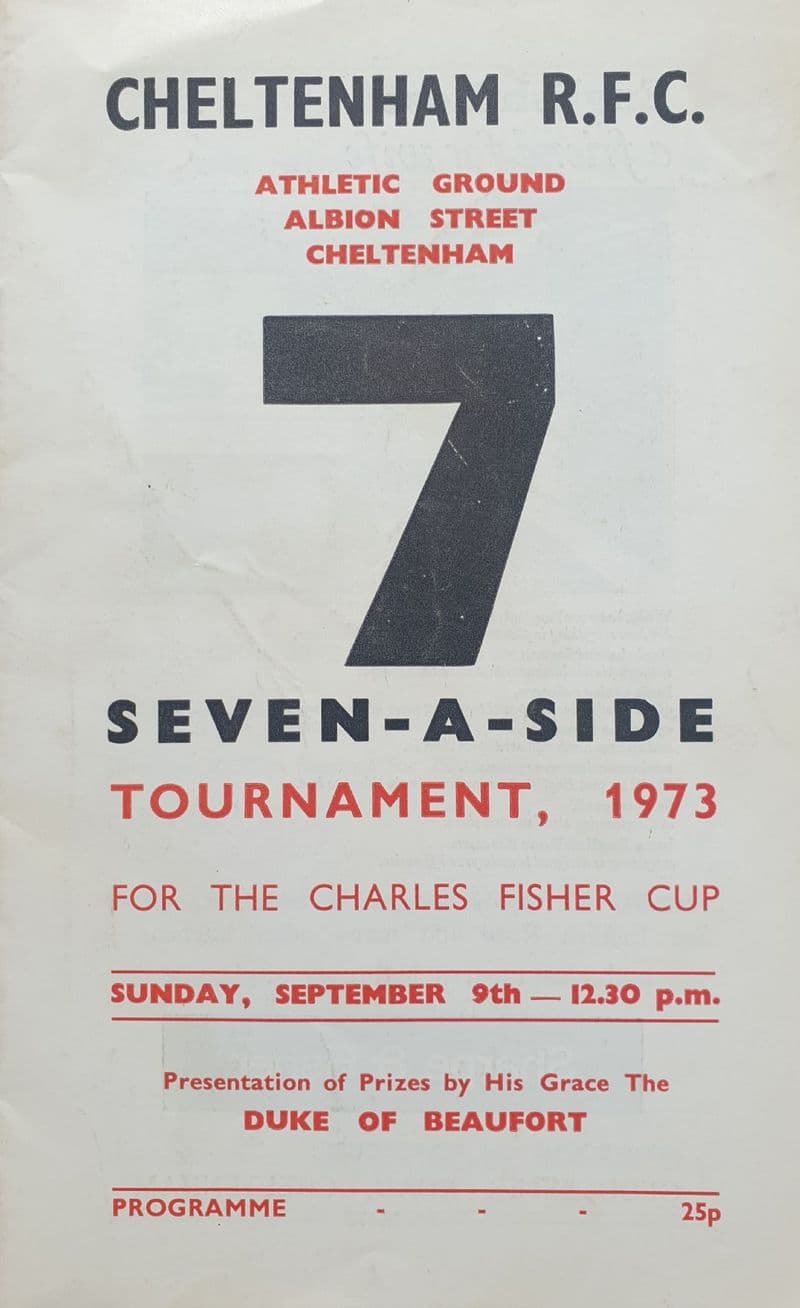 CHELTENHAM R.F.C.
ATHLETIC GROUND
ALBION STREET
CHELTENHAM
7
SEVEN-A-SIDE
TOURNAMENT, 1973
FOR THE CHARLES FISHER CUP
SUNDAY, SEPTEMBER 9th — 12.30 p.m.
Presentation of Prizes by His Grace The
DUKE OF BEAUFORT
PROGRAMME - - - 25p